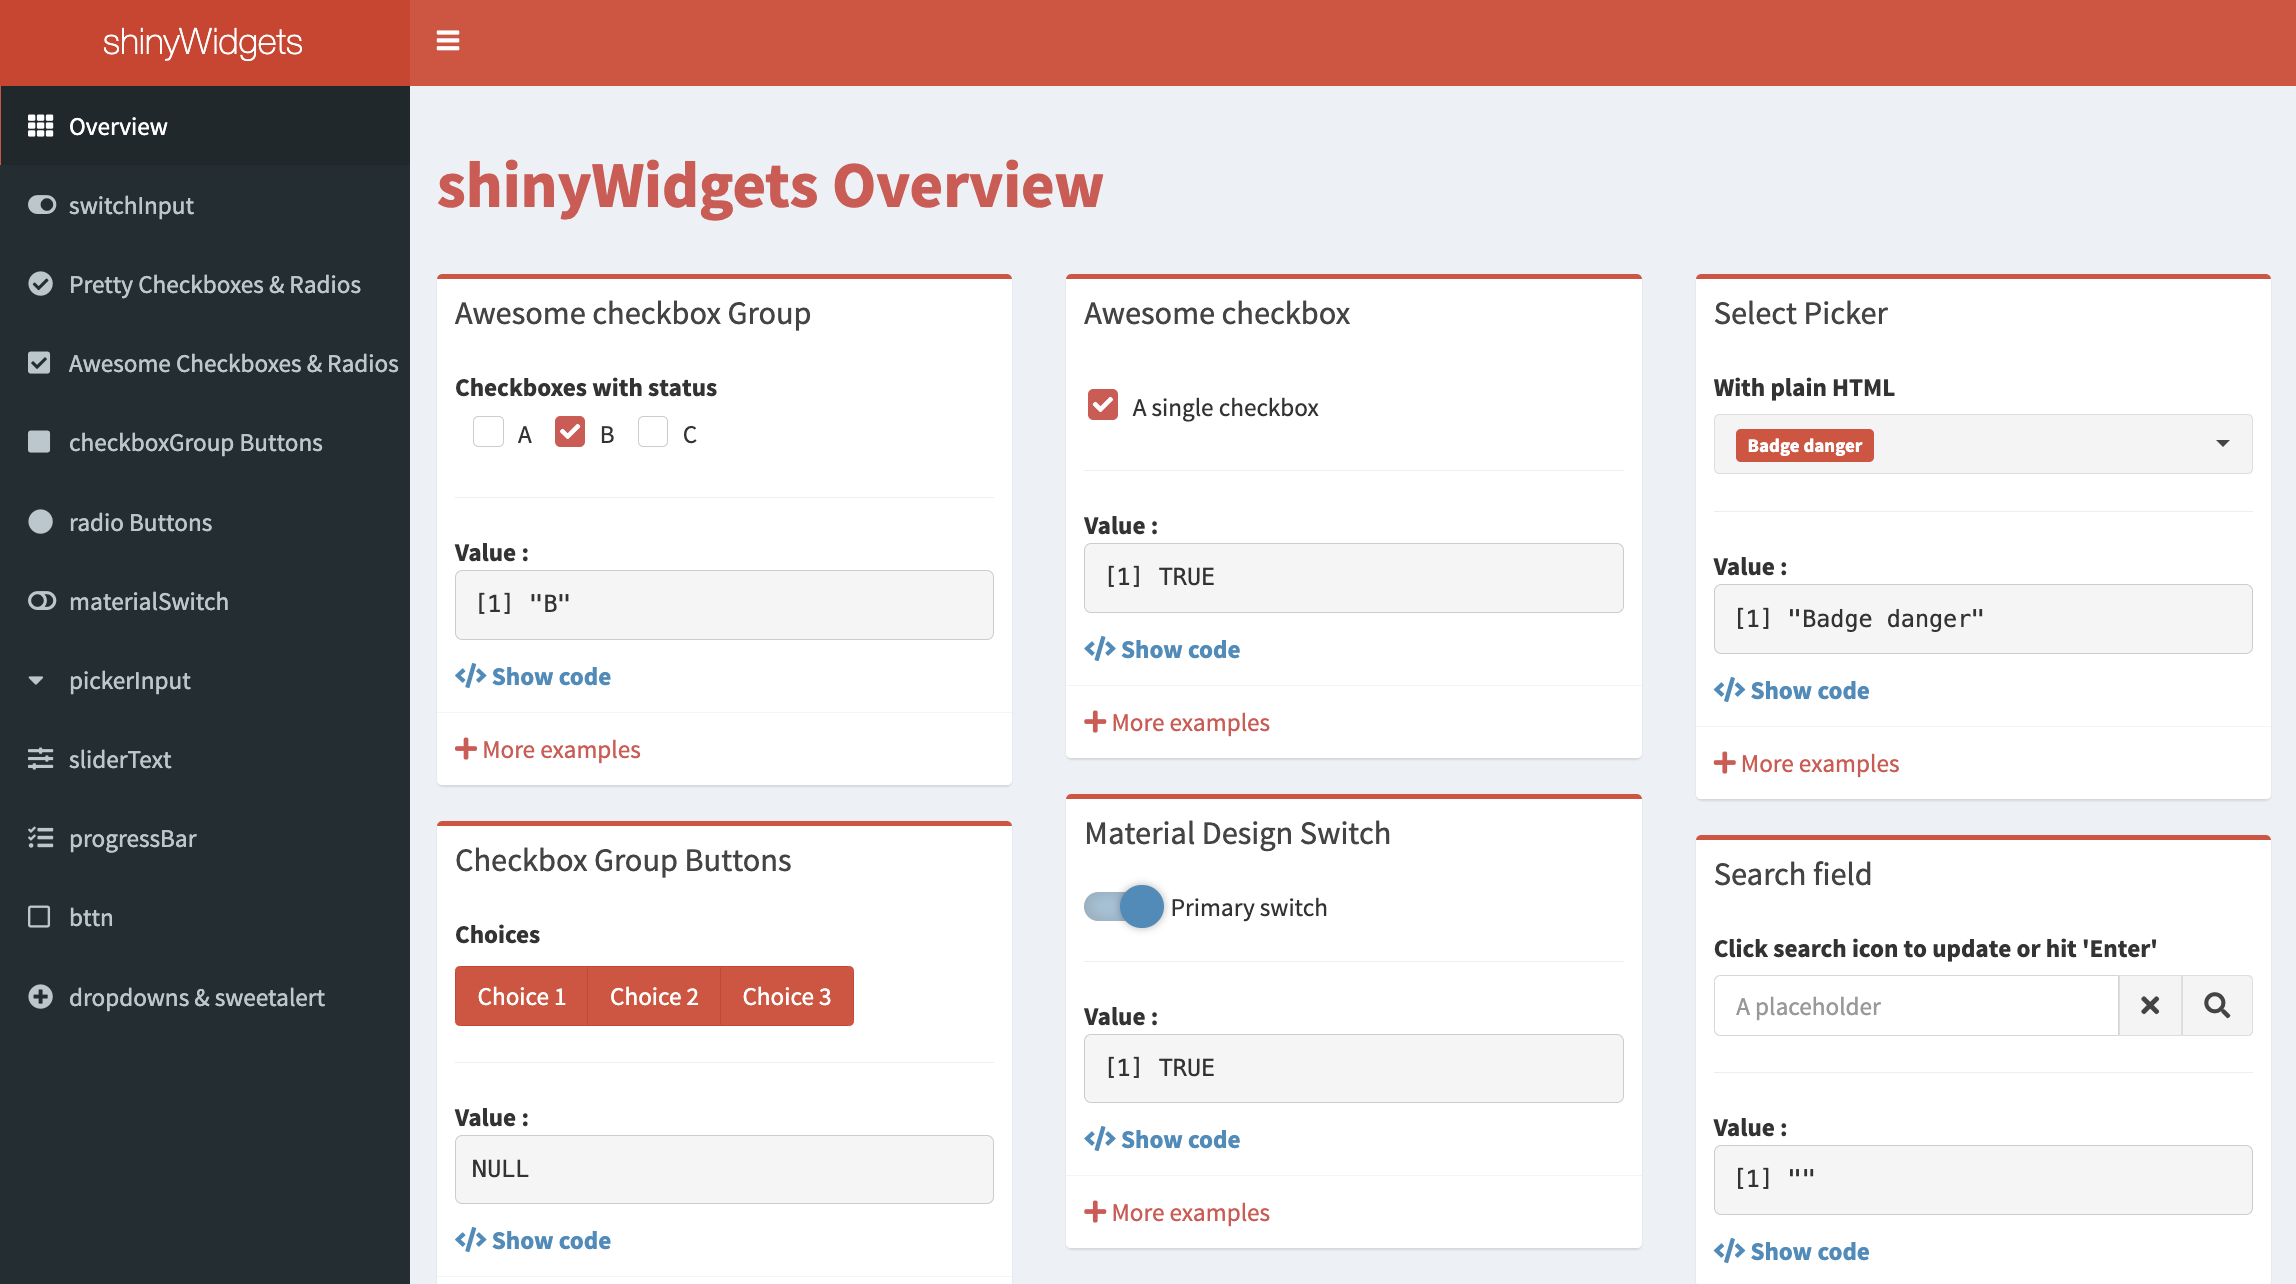 shinyWidgets
Overview
switchInput
Pretty Checkboxes & Radios
Awesome Checkboxes & Radios
checkboxGroup Buttons
radio Buttons
materialSwitch
pickerInput
sliderText
progressBar
bttn
dropdowns & sweetalert
shinyWidgets Overview
Awesome checkbox Group
Checkboxes with status
A B C
Value :
[1] "B"
Show code
More examples
Checkbox Group Buttons
Choices
Choice 1 Choice 2 Choice 3
Value :
NULL
Show code
Awesome checkbox
A single checkbox
Value :
[1] TRUE
Show code
More examples
Material Design Switch
Primary switch
Value :
[1] TRUE
Show code
More examples
Select Picker
With plain HTML
Badge danger
Value :
[1] "Badge danger"
Show code
More examples
Search field
Click search icon to update or hit 'Enter'
A placeholder
Value :
[1] ""
Show code